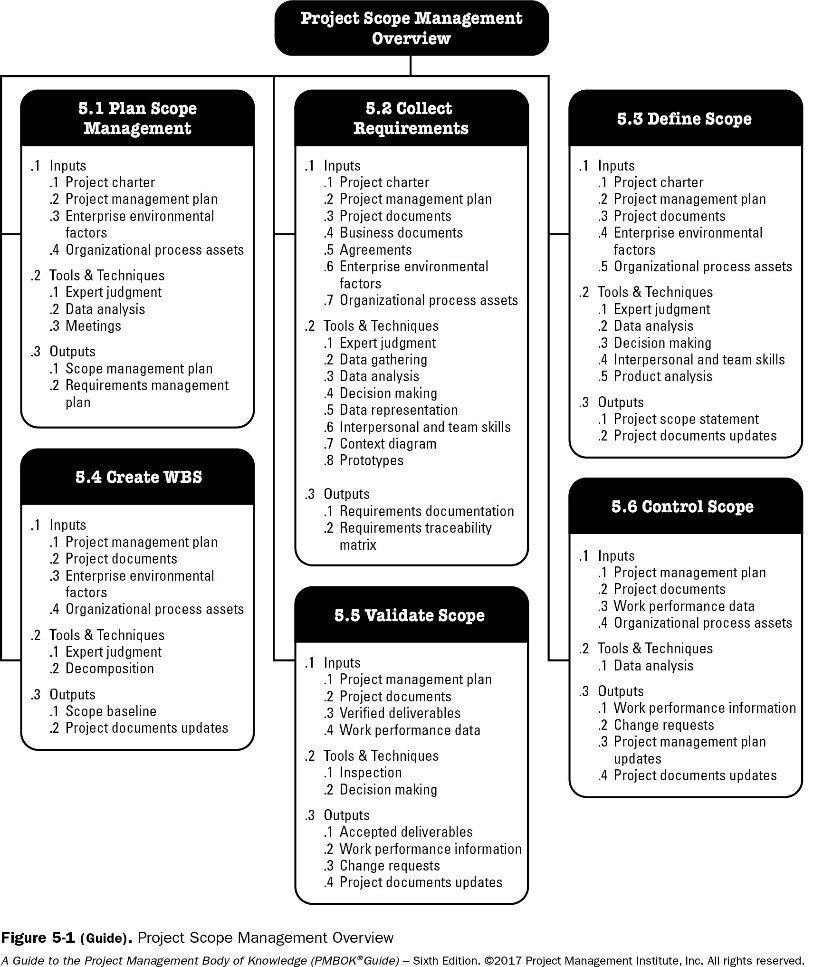 Project Scope Management
Overview
5.1 Plan Scope
Management
.1 Inputs
.1 Project charter
.2 Project management plan
.3 Enterprise environmental
factors
.4 Organizational process assets
.2 Tools & Techniques
.1 Expert judgment
.2 Data analysis
.3 Meetings
.3 Outputs
.1 Scope management plan
.2 Requirements management
plan
5.2 Collect
Requirements
.1 Inputs
.1 Project charter
.2 Project management plan
.3 Project documents
.4 Business documents
.5 Agreements
.6 Enterprise environmental
factors
.7 Organizational process assets
.2 Tools & Techniques
.1 Expert judgment
.2 Data gathering
.3 Data analysis
.4 Decision making
.5 Data representation
.6 Interpersonal and team skills
.7 Context diagram
.8 Prototypes
.3 Outputs
.1 Requirements documentation
.2 Requirements traceability
matrix
5.3 Define Scope
.1 Inputs
.1 Project charter
.2 Project management plan
.3 Project documents
.4 Enterprise environmental
factors
.5 Organizational process assets
.2 Tools & Techniques
.1 Expert judgment
.2 Data analysis
.3 Decision making
.4 Interpersonal and team skills
.5 Product analysis
.3 Outputs
.1 Project scope statement
.2 Project documents updates
5.4 Create WBS
.1 Inputs
.1 Project management plan
.2 Project documents
.3 Enterprise environmental
factors
.4 Organizational process assets
.2 Tools & Techniques
.1 Expert judgment
.2 Decomposition
.3 Outputs
.1 Scope baseline
.2 Project documents updates
5.5 Validate Scope
.1 Inputs
.1 Project management plan
.2 Project documents
.3 Verified deliverables
.4 Work performance data
.2 Tools & Techniques
.1 Inspection
.2 Decision making
.3 Outputs
.1 Accepted deliverables
.2 Work performance information
.3 Change requests
.4 Project documents updates
5.6 Control Scope
.1 Inputs
.1 Project management plan
.2 Project documents
.3 Work performance data
.4 Organizational process assets
.2 Tools & Techniques
.1 Data analysis
.3 Outputs
.1 Work performance information
.2 Change requests
.3 Project management plan
updates
.4 Project documents updates
Figure 5-1 (Guide). Project Scope Management Overview
A Guide to the Project Management Body of Knowledge (PMBOK® Guide) – Sixth Edition. ©2017 Project Management Institute, Inc. All rights reserved.